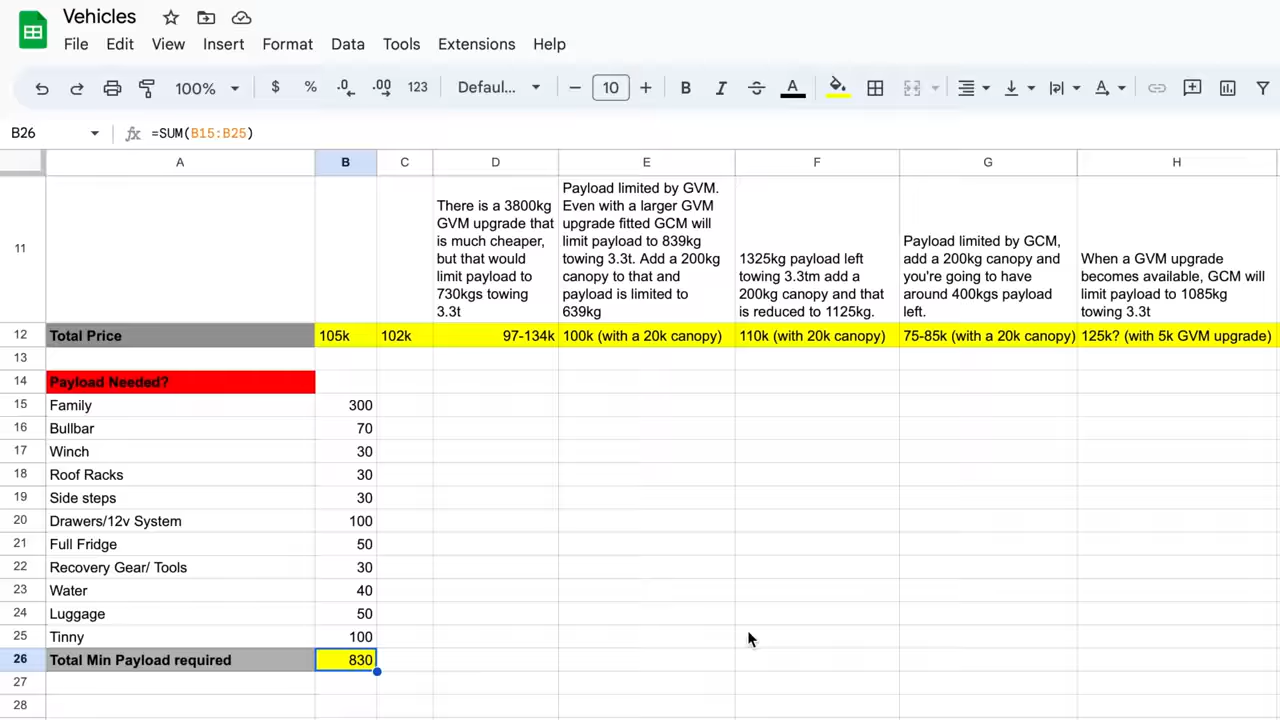 Vehicles
File Edit View Insert Format Data Tools Extensions Help
100% $ % .0 .00 123 Defaul... − 10 + B I A
B26 fx =SUM(B15:B25)
A B C D E F G H
11
There is a 3800kg
GVM upgrade that
is much cheaper,
but that would
limit payload to
730kgs towing
3.3t
Payload limited by GVM.
Even with a larger GVM
upgrade fitted GCM will
limit payload to 839kg
towing 3.3t. Add a 200kg
canopy to that and
payload is limited to
639kg
1325kg payload left
towing 3.3tm add a
200kg canopy and that
is reduced to 1125kg.
Payload limited by GCM,
add a 200kg canopy and
you're going to have
around 400kgs payload
left.
When a GVM upgrade
becomes available, GCM will
limit payload to 1085kg
towing 3.3t
12 Total Price 105k 102k 97-134k 100k (with a 20k canopy) 110k (with 20k canopy) 75-85k (with a 20k canopy) 125k? (with 5k GVM upgrade)
13
14 Payload Needed?
15 Family 300
16 Bullbar 70
17 Winch 30
18 Roof Racks 30
19 Side steps 30
20 Drawers/12v System 100
21 Full Fridge 50
22 Recovery Gear/ Tools 30
23 Water 40
24 Luggage 50
25 Tinny 100
26 Total Min Payload required 830
27
28